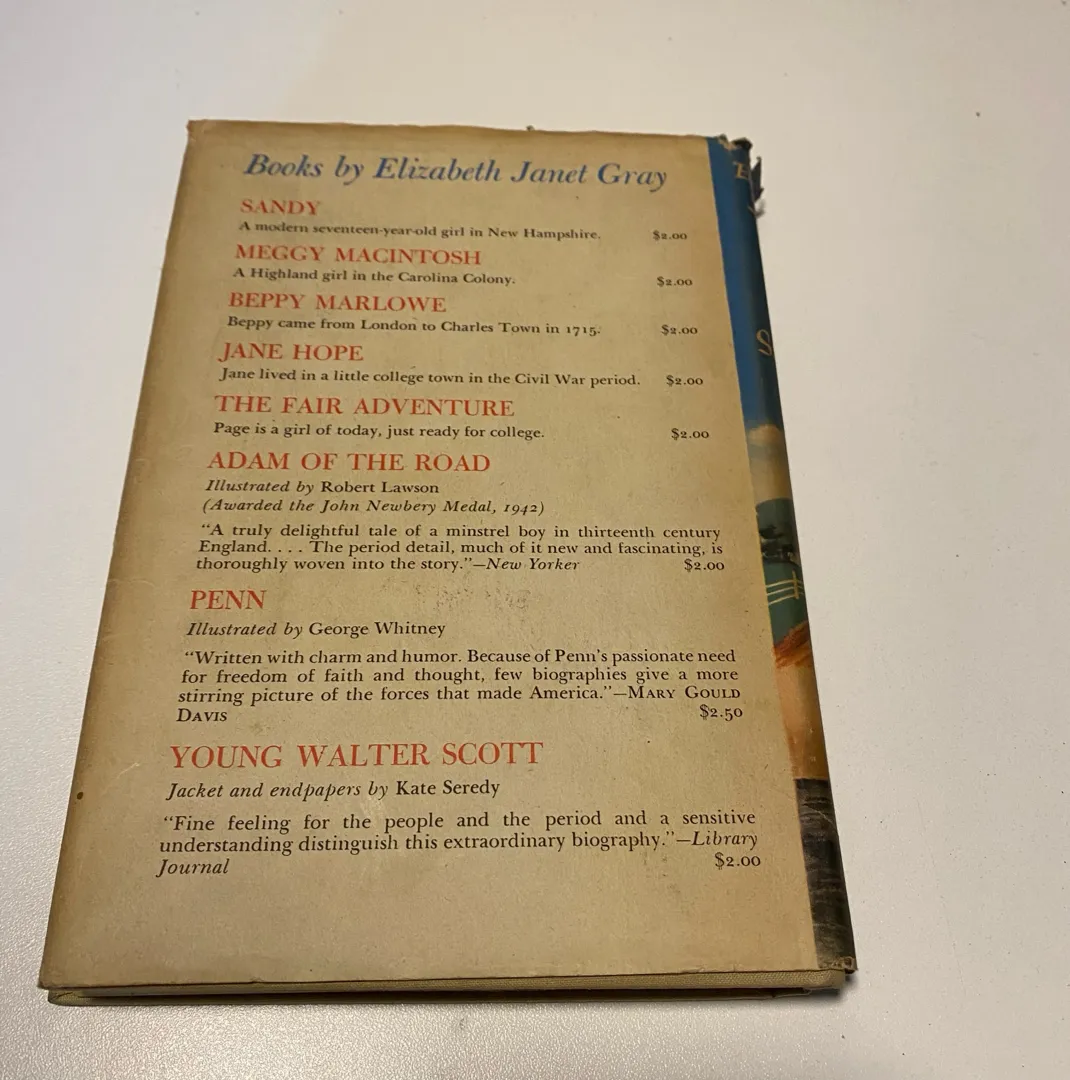 Books by Elizabeth Janet Gray
SANDY
A modern seventeen-year-old girl in New Hampshire. $2.00
MEGGY MACINTOSH
A Highland girl in the Carolina Colony. $2.00
BEPPY MARLOWE
Beppy came from London to Charles Town in 1715. $2.00
JANE HOPE
Jane lived in a little college town in the Civil War period. $2.00
THE FAIR ADVENTURE
Page is a girl of today, just ready for college. $2.00
ADAM OF THE ROAD
Illustrated by Robert Lawson
(Awarded the John Newbery Medal, 1942)
"A truly delightful tale of a minstrel boy in thirteenth century
England. . . . The period detail, much of it new and fascinating, is
thoroughly woven into the story."—New Yorker $2.00
PENN
Illustrated by George Whitney
"Written with charm and humor. Because of Penn's passionate need
for freedom of faith and thought, few biographies give a more
stirring picture of the forces that made America."—MARY GOULD
DAVIS $2.50
YOUNG WALTER SCOTT
Jacket and endpapers by Kate Seredy
"Fine feeling for the people and the period and a sensitive
understanding distinguish this extraordinary biography."—Library
Journal $2.00